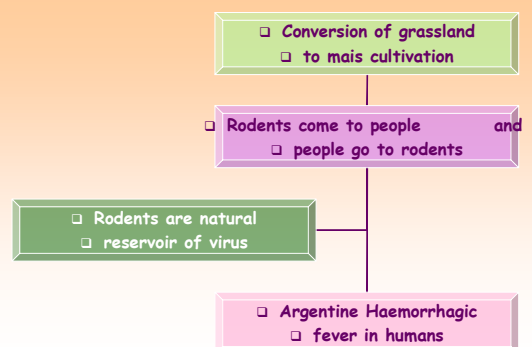 ❑ Conversion of grassland
❑ to mais cultivation
❑ Rodents come to people and
❑ people go to rodents
❑ Rodents are natural
❑ reservoir of virus
❑ Argentine Haemorrhagic
❑ fever in humans